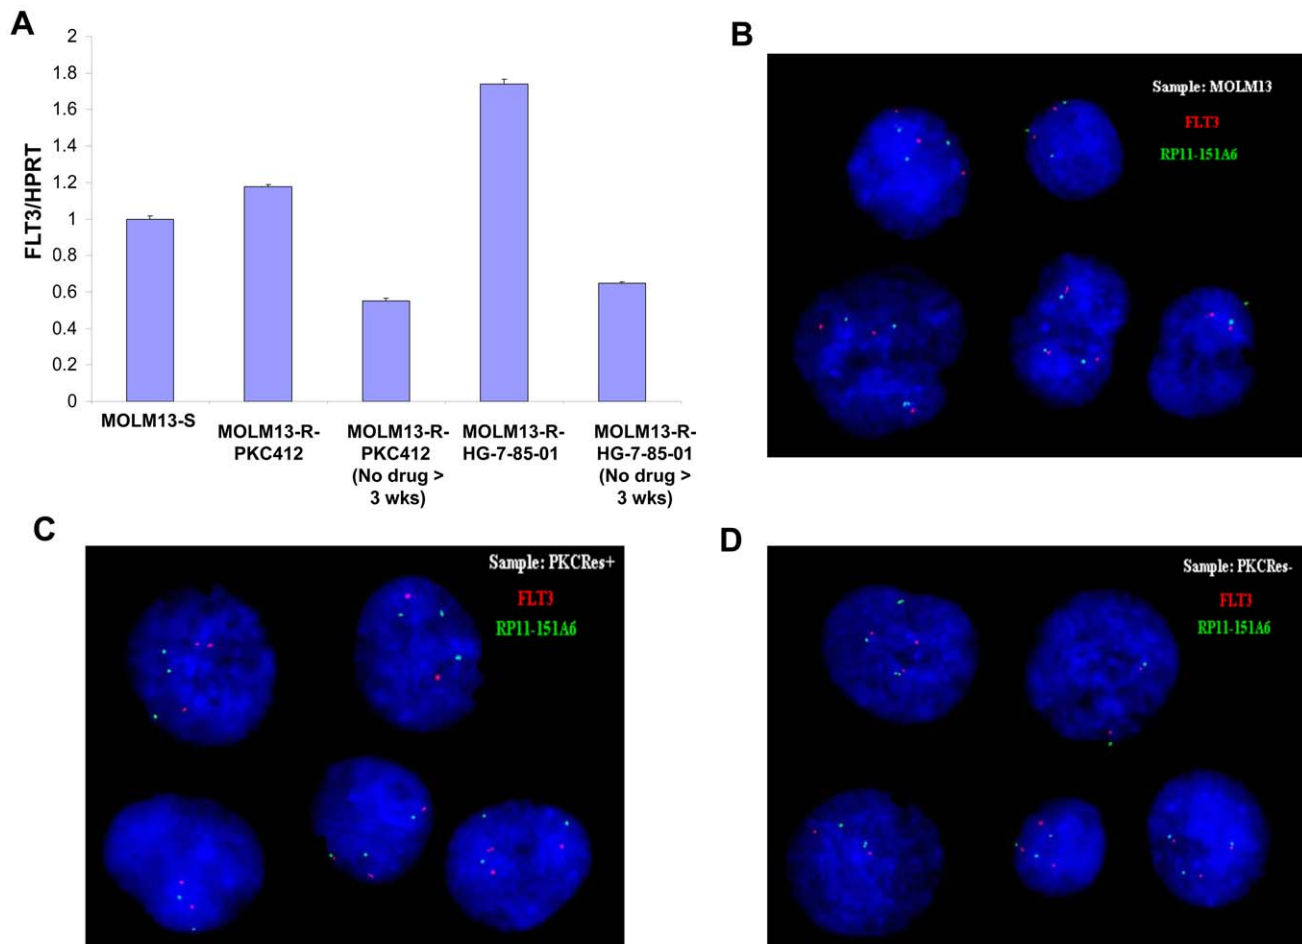 A
2
1.8
1.6
1.4
1.2
1
0.8
0.6
0.4
0.2
0
FLT3/HPRT
MOLM13-S
MOLM13-R-
PKC412
MOLM13-R-
PKC412
(No drug >
3 wks)
MOLM13-R-
HG-7-85-01
MOLM13-R-
HG-7-85-01
(No drug >
3 wks)
B
Sample: MOLM13
FLT3
RP11-151A6
C
Sample: PKCRes+
FLT3
RP11-151A6
D
Sample: PKCRes-
FLT3
RP11-151A6